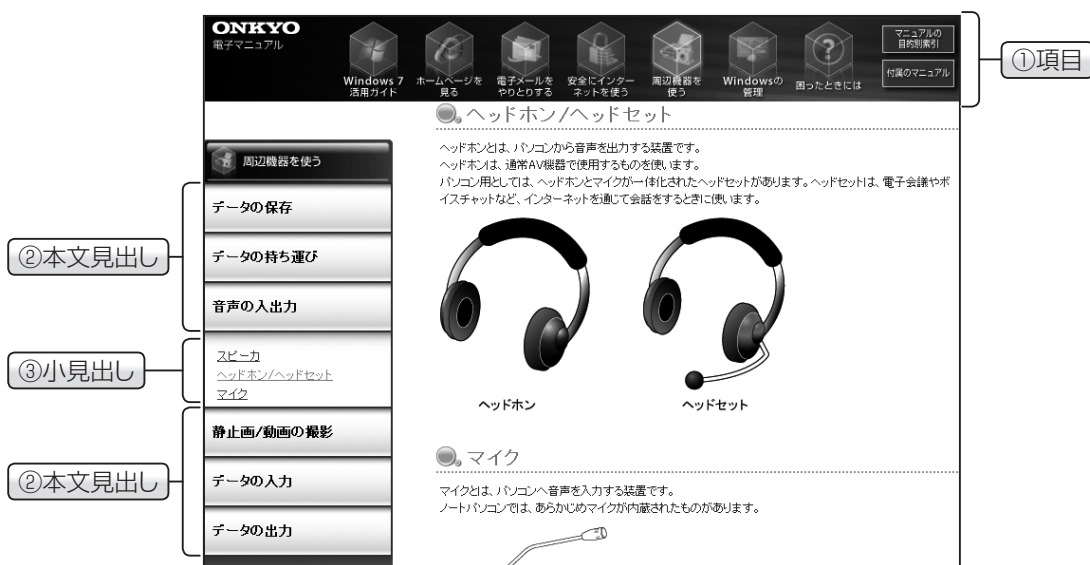 ONKYO
電子マニュアル
Windows 7
活用ガイド
ホームページを
見る
電子メールを
やりとりする
安全にインター
ネットを使う
周辺機器を
使う
Windowsの
管理
困ったときには
マニュアルの
目的別索引
付属のマニュアル
①項目
周辺機器を使う
データの保存
データの持ち運び
音声の入出力
②本文見出し
スピーカ
ヘッドホン/ヘッドセット
マイク
③小見出し
静止画/動画の撮影
データの入力
データの出力
②本文見出し
ヘッドホン/ヘッドセット
ヘッドホンとは、パソコンから音声を出力する装置です。
ヘッドホンは、通常AV機器で使用するものを使います。
パソコン用としては、ヘッドホンとマイクが一体化されたヘッドセットがあります。ヘッドセットは、電子会議やボ
イスチャットなど、インターネットを通じて会話をするときに使います。
ヘッドホン
ヘッドセット
マイク
マイクとは、パソコンへ音声を入力する装置です。
ノートパソコンでは、あらかじめマイクが内蔵されたものがあります。